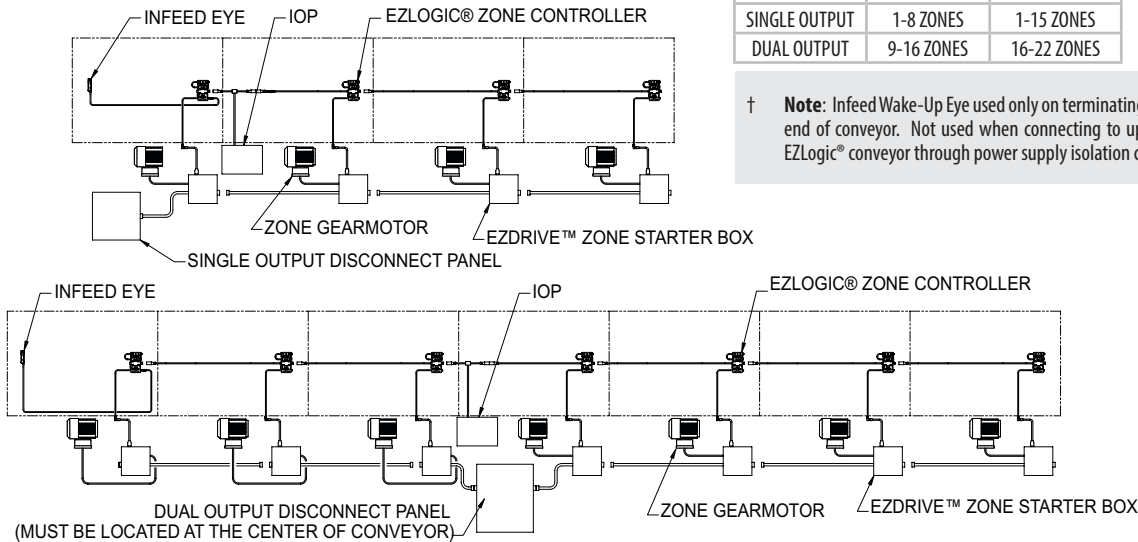 INFEED EYE
IOP
EZLOGIC® ZONE CONTROLLER
SINGLE OUTPUT 1-8 ZONES 1-15 ZONES
DUAL OUTPUT 9-16 ZONES 16-22 ZONES
† Note: Infeed Wake-Up Eye used only on terminating
end of conveyor. Not used when connecting to up
EZLogic® conveyor through power supply isolation c
ZONE GEARMOTOR
EZDRIVE™ ZONE STARTER BOX
SINGLE OUTPUT DISCONNECT PANEL
INFEED EYE
IOP
EZLOGIC® ZONE CONTROLLER
DUAL OUTPUT DISCONNECT PANEL
(MUST BE LOCATED AT THE CENTER OF CONVEYOR)
ZONE GEARMOTOR
EZDRIVE™ ZONE STARTER BOX